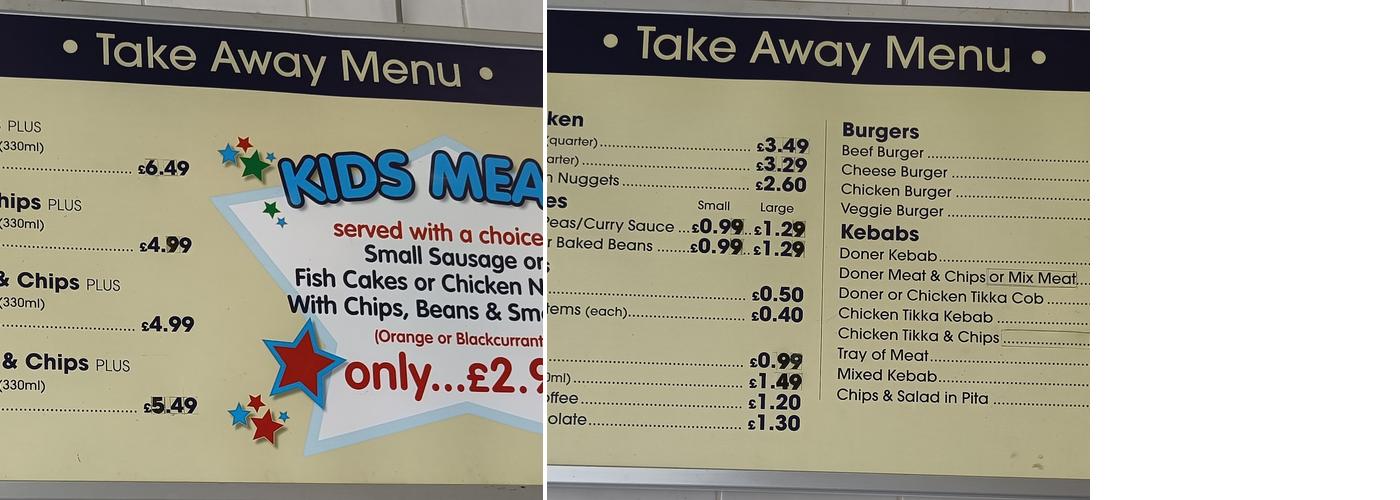 • Take Away Menu •
PLUS
(330ml)
£6.49
hips PLUS
(330ml)
£4.99
& Chips PLUS
(330ml)
£4.99
& Chips PLUS
(330ml)
£5.49
KIDS MEA
served with a choice
Small Sausage or
Fish Cakes or Chicken N
With Chips, Beans & Sm
(Orange or Blackcurrant
only...£2.9
• Take Away Menu •
ken
(quarter) £3.49
arter) £3.29
n Nuggets £2.60
es Small Large
Peas/Curry Sauce ...£0.99..£1.29
r Baked Beans ......£0.99..£1.29
£0.50
tems (each) £0.40
£0.99
0ml) £1.49
offee £1.20
olate £1.30
Burgers
Beef Burger
Cheese Burger
Chicken Burger
Veggie Burger
Kebabs
Doner Kebab
Doner Meat & Chips or Mix Meat
Doner or Chicken Tikka Cob
Chicken Tikka Kebab
Chicken Tikka & Chips
Tray of Meat
Mixed Kebab
Chips & Salad in Pita